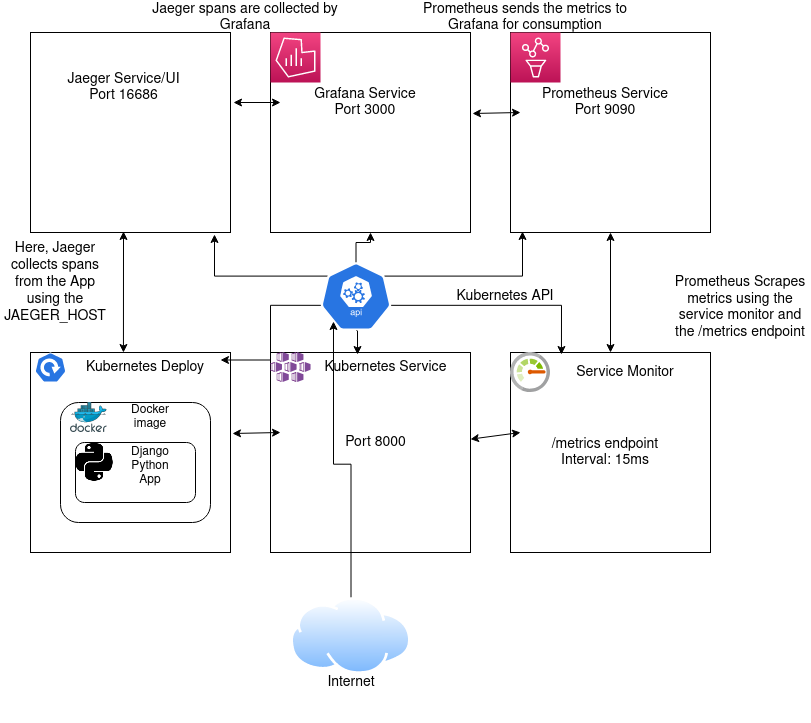 Jaeger spans are collected by
Grafana
Prometheus sends the metrics to
Grafana for consumption
Jaeger Service/UI
Port 16686
Grafana Service
Port 3000
Prometheus Service
Port 9090
Here, Jaeger
collects spans
from the App
using the
JAEGER_HOST
api
Kubernetes API
Prometheus Scrapes
metrics using the
service monitor and
the /metrics endpoint
Kubernetes Deploy
docker
Docker
image
Django
Python
App
Kubernetes Service
Port 8000
Service Monitor
/metrics endpoint
Interval: 15ms
Internet